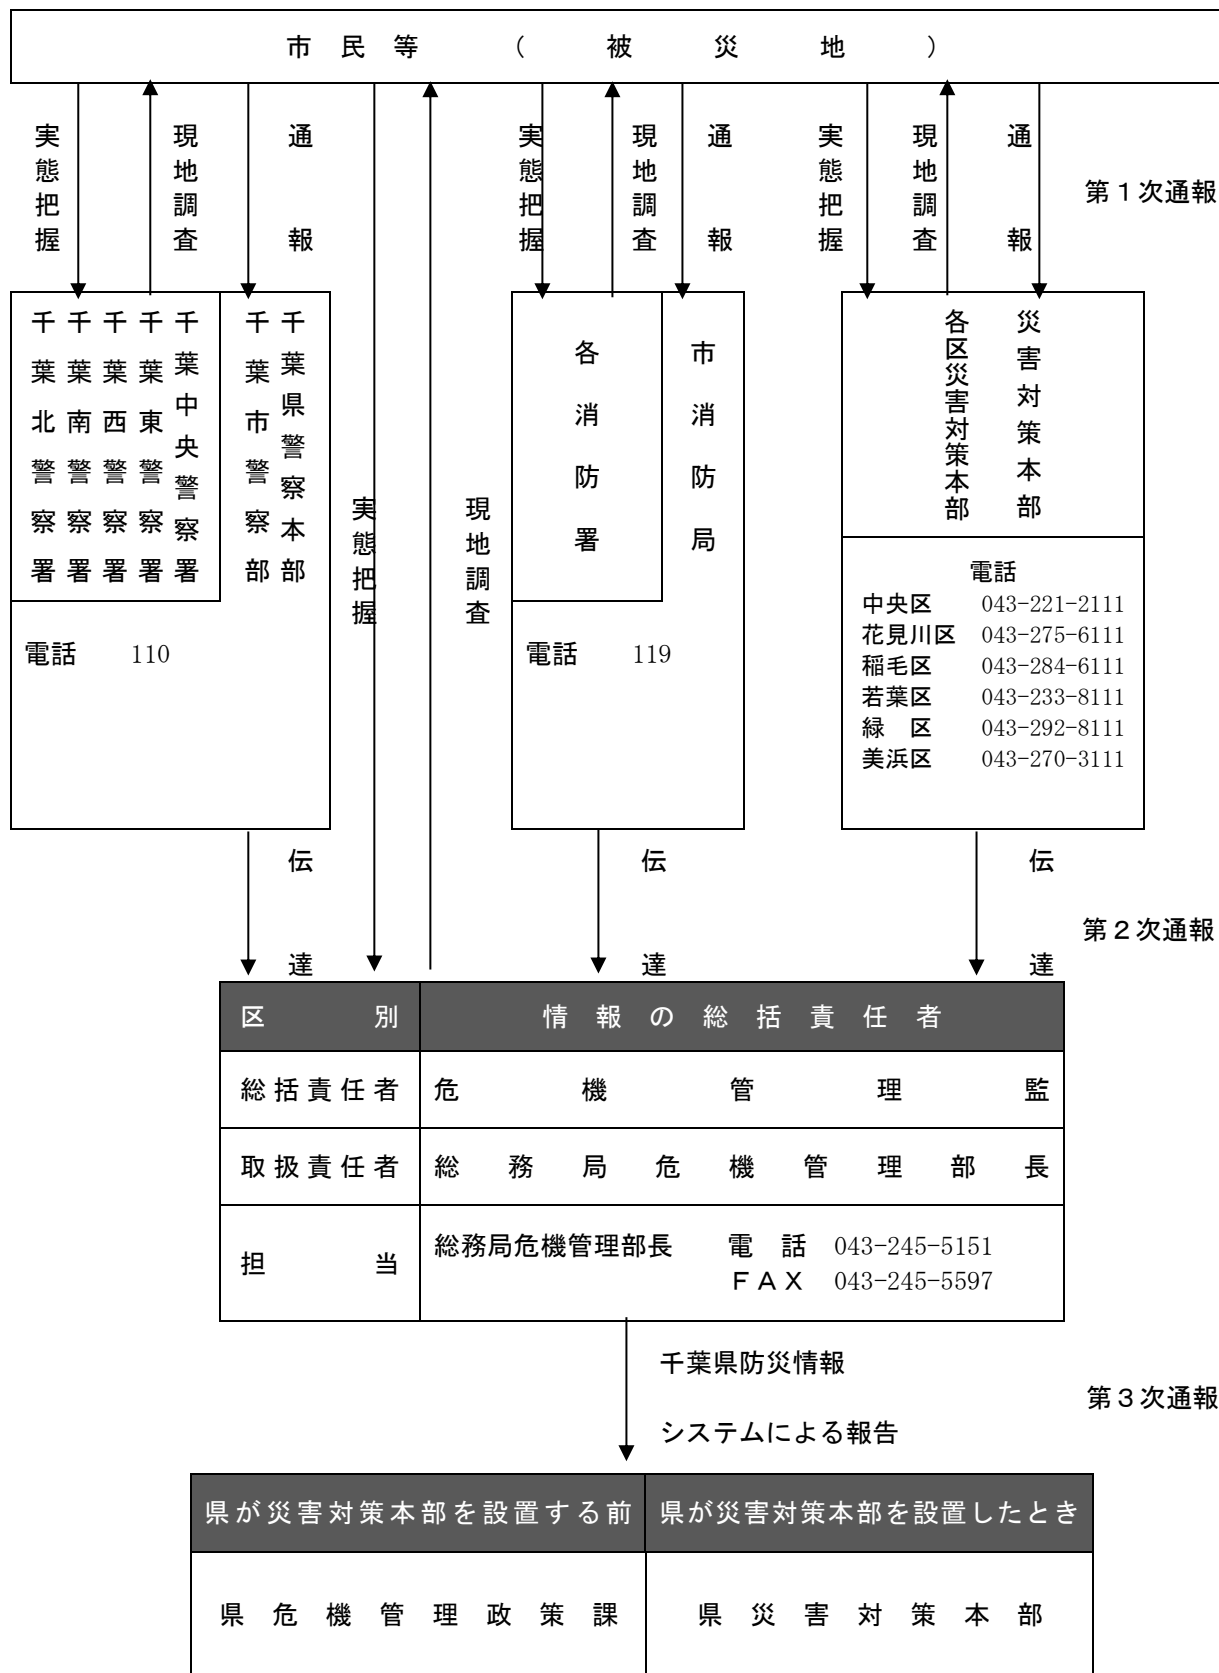 市民等（被災地）
実態把握
現地調査
通報
実態把握
現地調査
通報
実態把握
現地調査
通報
第１次通報
千葉北警察署
千葉南警察署
千葉西警察署
千葉東警察署
千葉中央警察署
千葉市警察部
千葉県警察本部
電話　110
実態把握
現地調査
各消防署
市消防局
電話　119
各区災害対策本部
災害対策本部
電話
中央区　043-221-2111
花見川区　043-275-6111
稲毛区　043-284-6111
若葉区　043-233-8111
緑　区　043-292-8111
美浜区　043-270-3111
伝達
伝達
伝達
第２次通報
区別　情報の総括責任者
総括責任者　危機管理監
取扱責任者　総務局危機管理部長
担当　総務局危機管理部長　電　話　043-245-5151
ＦＡＸ　043-245-5597
千葉県防災情報
システムによる報告
第３次通報
県が災害対策本部を設置する前　県が災害対策本部を設置したとき
県危機管理政策課　県災害対策本部